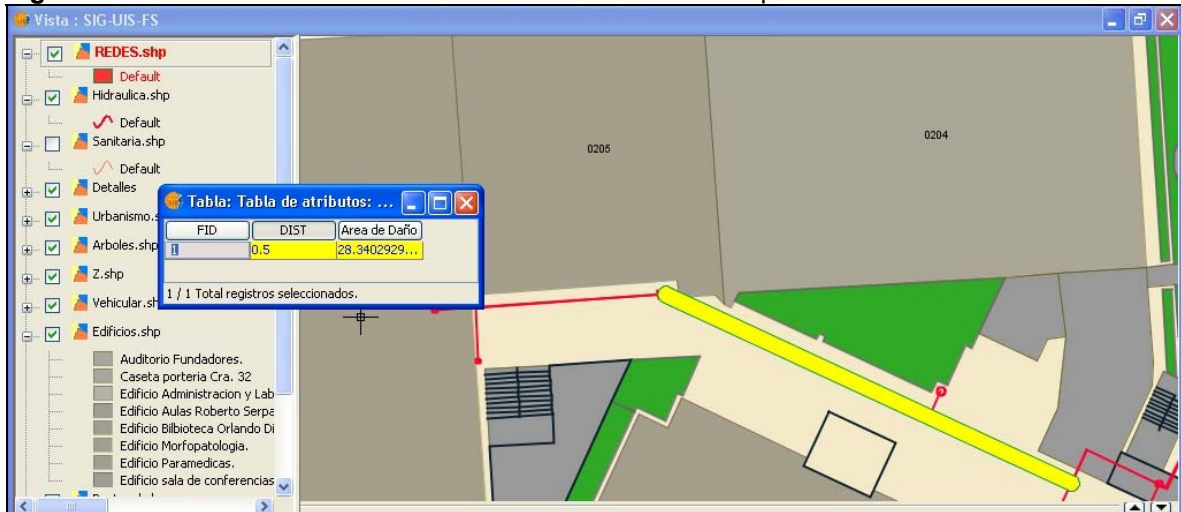 Vista : SIG-UIS-FS
REDES.shp
Default
Hidraulica.shp
Default
Sanitaria.shp
Default
Detalles
Urbanismo.s
Arboles.shp
Z.shp
Vehicular.sh
Edificios.shp
Auditorio Fundadores.
Caseta porteria Cra. 32
Edificio Administracion y Lab
Edificio Aulas Roberto Serpa
Edificio Bilbioteca Orlando Di
Edificio Morfopatologia.
Edificio Paramedicas.
Edificio sala de conferencias
Tabla: Tabla de atributos: ...
FID DIST Area de Daño
1 0.5 28.3402929...
1 / 1 Total registros seleccionados.
0205
0204